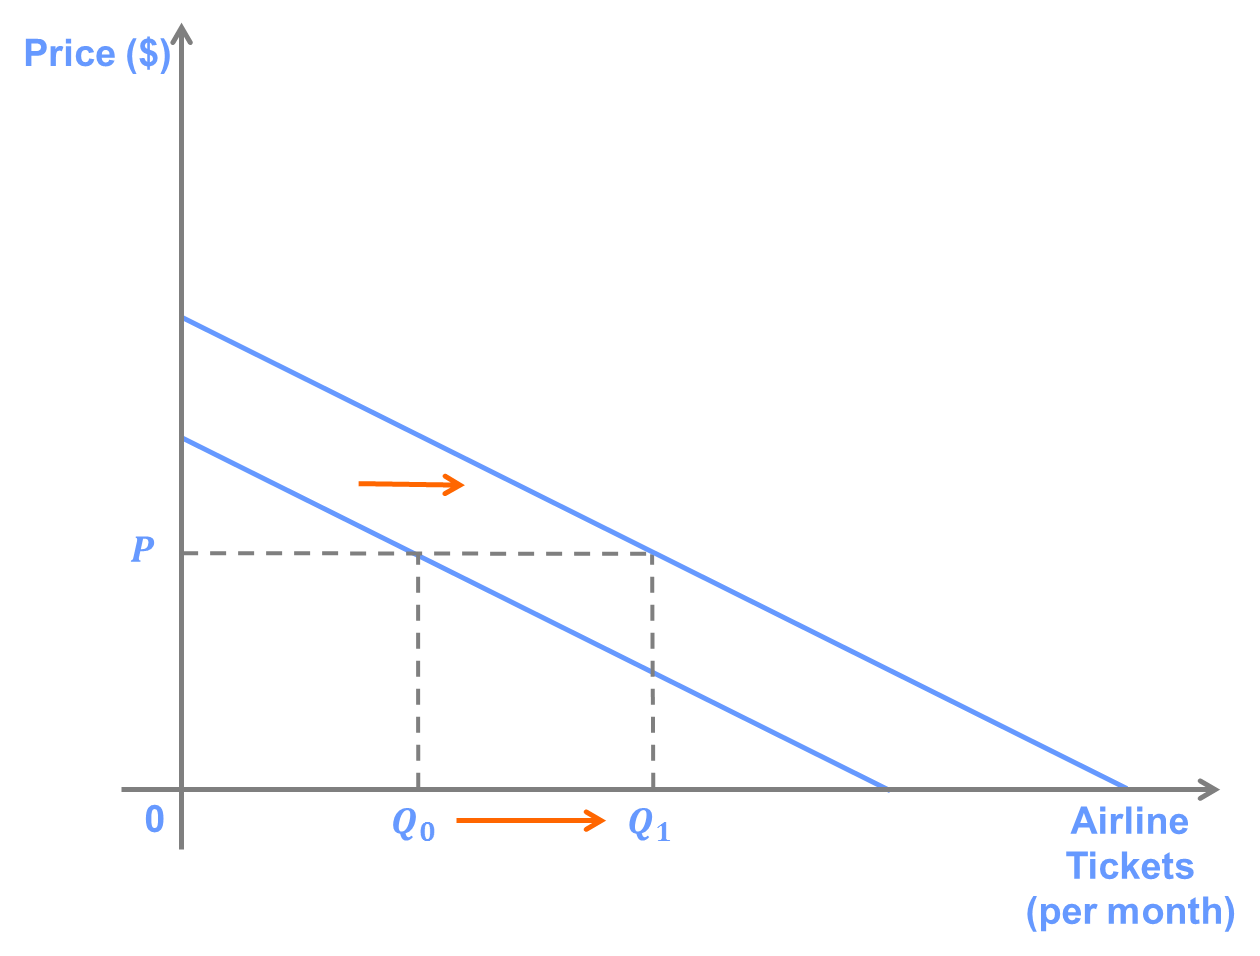 Price ($)
P
0
Q₀
Q₁
Airline
Tickets
(per month)